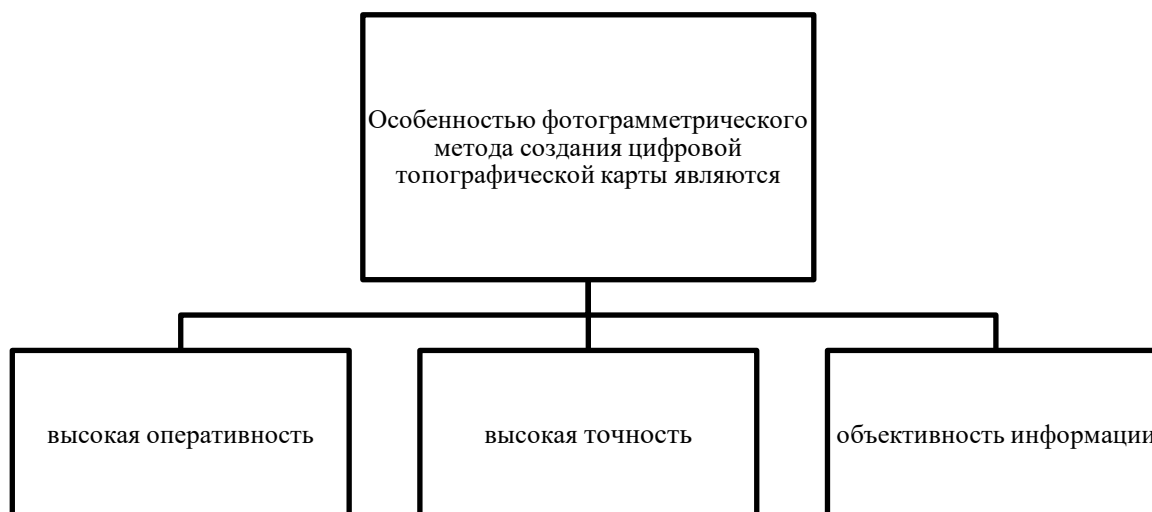 Особенностью фотограмметрического
метода создания цифровой
топографической карты являются
высокая оперативность
высокая точность
объективность информации